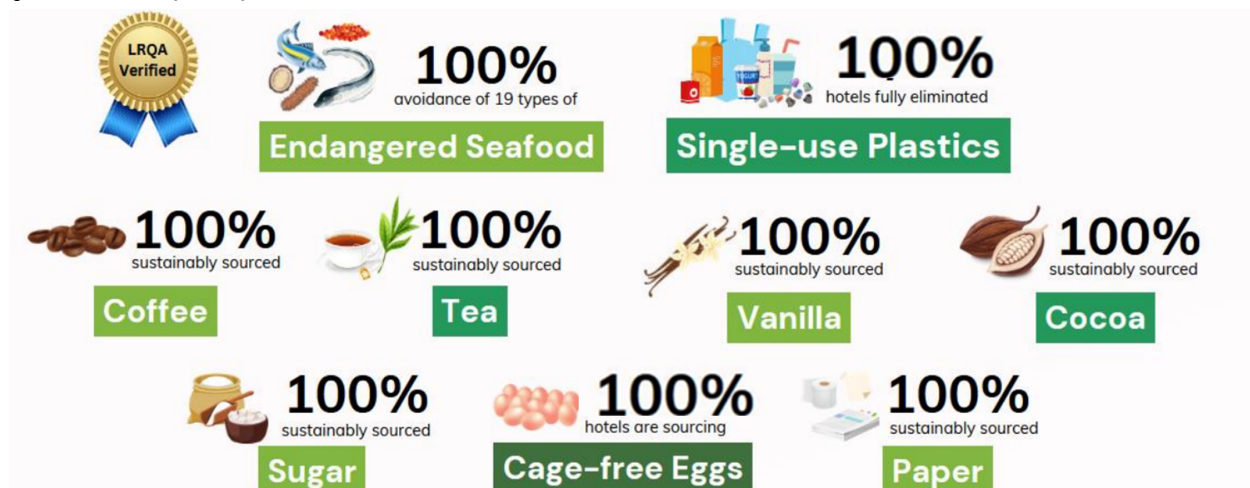 LRQA
Verified
100%
avoidance of 19 types of
Endangered Seafood
100%
hotels fully eliminated
Single-use Plastics
YOGURT
100%
sustainably sourced
Coffee
100%
sustainably sourced
Tea
100%
sustainably sourced
Vanilla
100%
sustainably sourced
Cocoa
100%
sustainably sourced
Sugar
100%
hotels are sourcing
Cage-free Eggs
100%
sustainably sourced
Paper